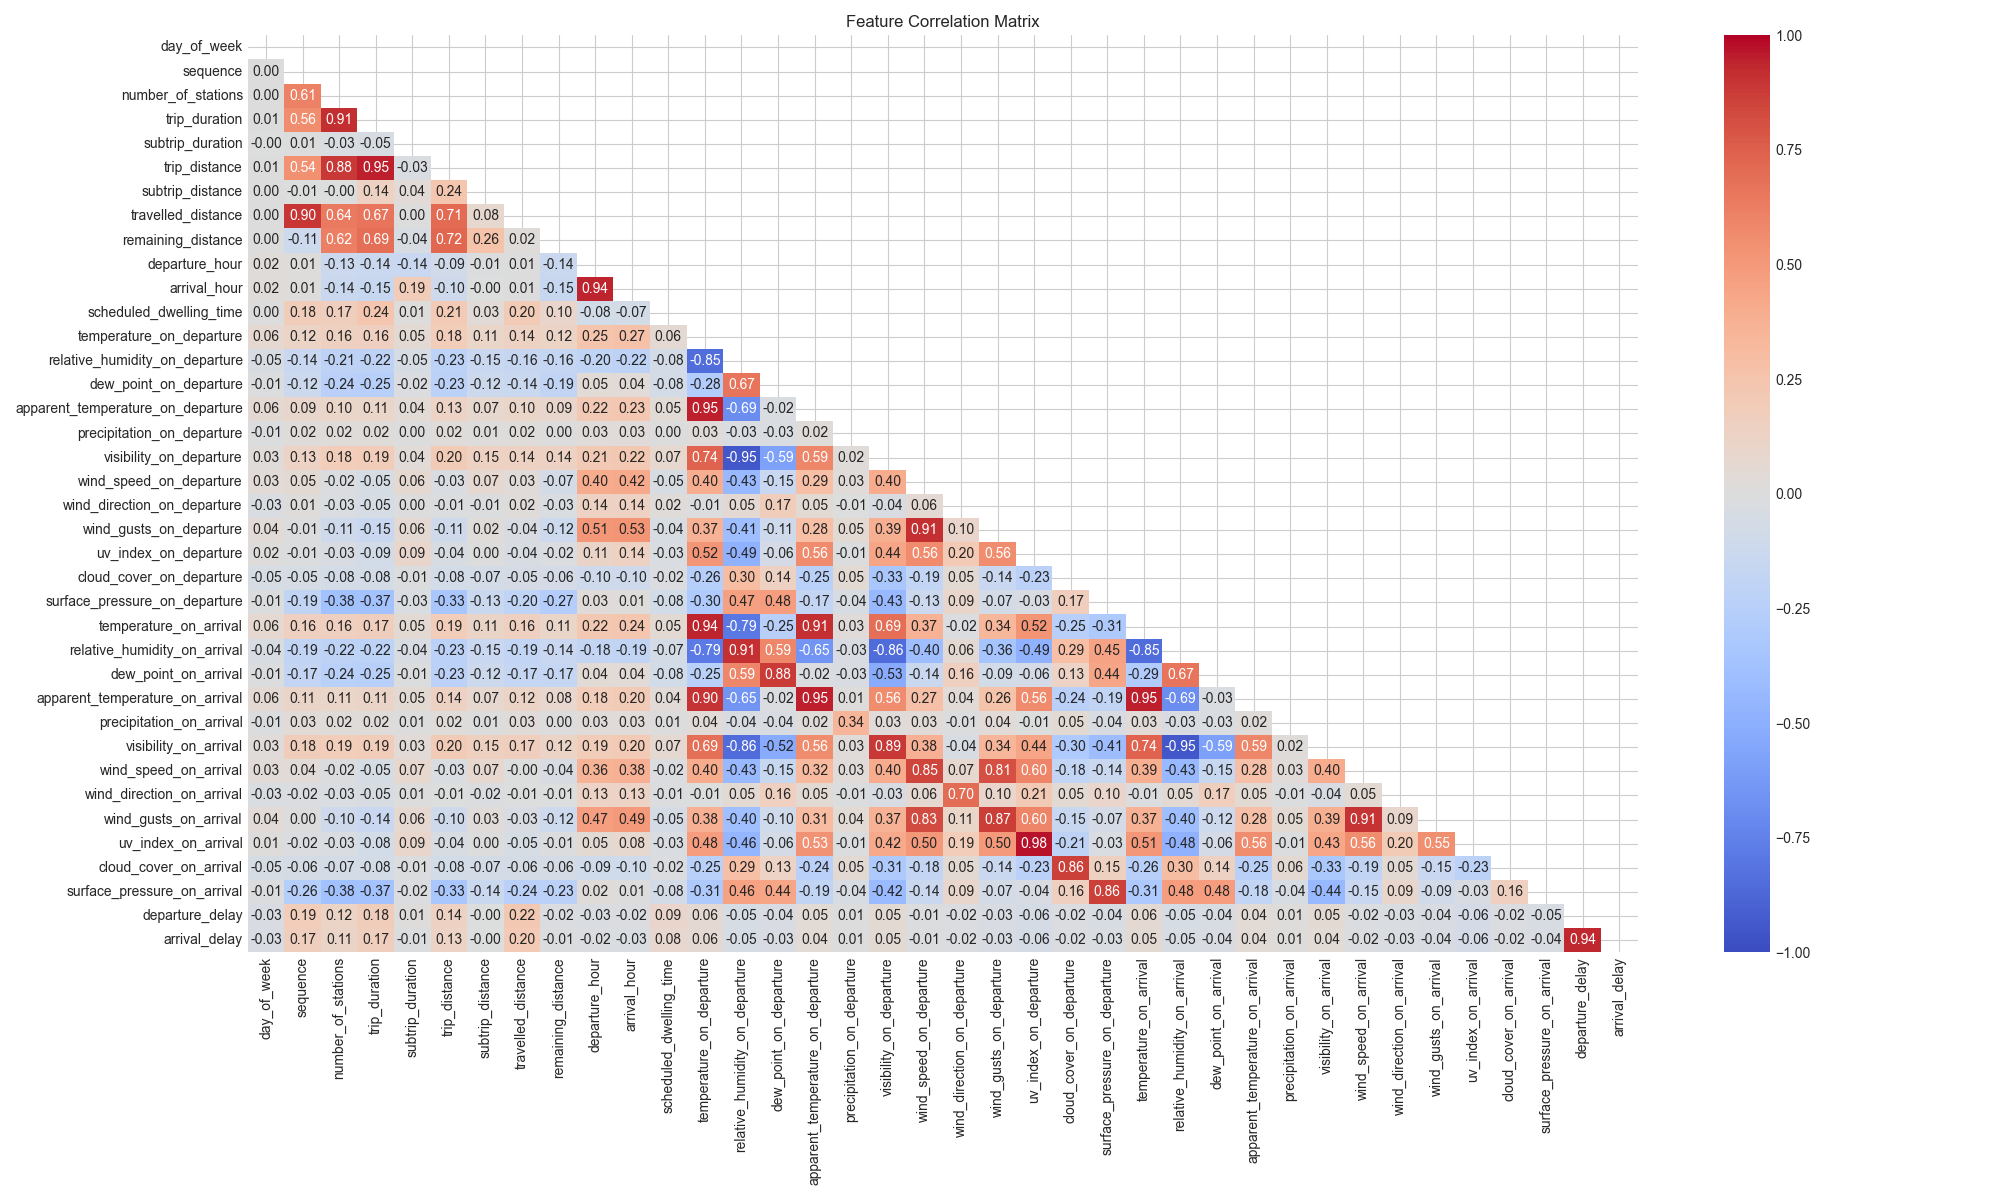 Feature Correlation Matrix
day_of_week
sequence 0.00
number_of_stations 0.00 0.61
trip_duration 0.01 0.56 0.91
subtrip_duration -0.00 0.01 -0.03 -0.05
trip_distance 0.01 0.54 0.88 0.95 -0.03
subtrip_distance 0.00 -0.01 -0.00 0.14 0.04 0.24
travelled_distance 0.00 0.90 0.64 0.67 0.00 0.71 0.08
remaining_distance 0.00 -0.11 0.62 0.69 -0.04 0.72 0.26 0.02
departure_hour 0.02 0.01 -0.13 -0.14 -0.14 -0.09 -0.01 0.01 -0.14
arrival_hour 0.02 0.01 -0.14 -0.15 0.19 -0.10 -0.00 0.01 -0.15 0.94
scheduled_dwelling_time 0.00 0.18 0.17 0.24 0.01 0.21 0.03 0.20 0.10 -0.08 -0.07
temperature_on_departure 0.06 0.12 0.16 0.16 0.05 0.18 0.11 0.14 0.12 0.25 0.27 0.06
relative_humidity_on_departure -0.05 -0.14 -0.21 -0.22 -0.05 -0.23 -0.15 -0.16 -0.16 -0.20 -0.22 -0.08 -0.85
dew_point_on_departure -0.01 -0.12 -0.24 -0.25 -0.02 -0.23 -0.12 -0.14 -0.19 0.05 0.04 -0.08 -0.28 0.67
apparent_temperature_on_departure 0.06 0.09 0.10 0.11 0.04 0.13 0.07 0.10 0.09 0.22 0.23 0.05 0.95 -0.69 -0.02
precipitation_on_departure -0.01 0.02 0.02 0.02 0.00 0.02 0.01 0.02 0.00 0.03 0.03 0.00 0.03 -0.03 -0.03 0.02
visibility_on_departure 0.03 0.13 0.18 0.19 0.04 0.20 0.15 0.14 0.14 0.21 0.22 0.07 0.74 -0.95 -0.59 0.59 0.02
wind_speed_on_departure 0.03 0.05 -0.02 -0.05 0.06 -0.03 0.07 0.03 -0.07 0.40 0.42 -0.05 0.40 -0.43 -0.15 0.29 0.03 0.40
wind_direction_on_departure -0.03 0.01 -0.03 -0.05 0.00 -0.01 -0.01 0.02 -0.03 0.14 0.14 0.02 -0.01 0.05 0.17 0.05 -0.01 -0.04 0.06
wind_gusts_on_departure 0.04 -0.01 -0.11 -0.15 0.06 -0.11 0.02 -0.04 -0.12 0.51 0.53 -0.04 0.37 -0.41 -0.11 0.28 0.05 0.39 0.91 0.10
uv_index_on_departure 0.02 -0.01 -0.03 -0.09 0.09 -0.04 0.00 -0.04 -0.02 0.11 0.14 -0.03 0.52 -0.49 -0.06 0.56 -0.01 0.44 0.56 0.20 0.56
cloud_cover_on_departure -0.05 -0.05 -0.08 -0.08 -0.01 -0.08 -0.07 -0.05 -0.06 -0.10 -0.10 -0.02 -0.26 0.30 0.14 -0.25 0.05 -0.33 -0.19 0.05 -0.14 -0.23
surface_pressure_on_departure -0.01 -0.19 -0.38 -0.37 -0.03 -0.33 -0.13 -0.20 -0.27 0.03 0.01 -0.08 -0.30 0.47 0.48 -0.17 -0.04 -0.43 -0.13 0.09 -0.07 -0.03 0.17
temperature_on_arrival 0.06 0.16 0.16 0.17 0.05 0.19 0.11 0.16 0.11 0.22 0.24 0.05 0.94 -0.79 -0.25 0.91 0.03 0.69 0.37 -0.02 0.34 0.52 -0.25 -0.31
relative_humidity_on_arrival -0.04 -0.19 -0.22 -0.22 -0.04 -0.23 -0.15 -0.19 -0.14 -0.18 -0.19 -0.07 -0.79 0.91 0.59 -0.65 -0.03 -0.86 -0.40 0.06 -0.36 -0.49 0.29 0.45 -0.85
dew_point_on_arrival -0.01 -0.17 -0.24 -0.25 -0.01 -0.23 -0.12 -0.17 -0.17 0.04 0.04 -0.08 -0.25 0.59 0.88 -0.02 -0.03 -0.53 -0.14 0.16 -0.09 -0.06 0.13 0.44 -0.29 0.67
apparent_temperature_on_arrival 0.06 0.11 0.11 0.11 0.05 0.14 0.07 0.12 0.08 0.18 0.20 0.04 0.90 -0.65 -0.02 0.95 0.01 0.56 0.27 0.04 0.26 0.56 -0.24 -0.19 0.95 -0.69 -0.03
precipitation_on_arrival -0.01 0.03 0.02 0.02 0.01 0.02 0.01 0.03 0.00 0.03 0.03 0.01 0.04 -0.04 -0.04 0.02 0.34 0.03 0.03 -0.01 0.04 -0.01 0.05 -0.04 0.03 -0.03 -0.03 0.02
visibility_on_arrival 0.03 0.18 0.19 0.19 0.03 0.20 0.15 0.17 0.12 0.19 0.20 0.07 0.69 -0.86 -0.52 0.56 0.03 0.89 0.38 -0.04 0.34 0.44 -0.30 -0.41 0.74 -0.95 -0.59 0.59 0.02
wind_speed_on_arrival 0.03 0.04 -0.02 -0.05 0.07 -0.03 0.07 -0.00 -0.04 0.36 0.38 -0.02 0.40 -0.43 -0.15 0.32 0.03 0.40 0.85 0.07 0.81 0.60 -0.18 -0.14 0.39 -0.43 -0.15 0.28 0.03 0.40
wind_direction_on_arrival -0.03 -0.02 -0.03 -0.05 0.01 -0.01 -0.02 -0.01 -0.01 0.13 0.13 -0.01 -0.01 0.05 0.16 0.05 -0.01 -0.03 0.06 0.70 0.10 0.21 0.05 0.10 -0.01 0.05 0.17 0.05 -0.01 -0.04 0.05
wind_gusts_on_arrival 0.04 0.00 -0.10 -0.14 0.06 -0.10 0.03 -0.03 -0.12 0.47 0.49 -0.05 0.38 -0.40 -0.10 0.31 0.04 0.37 0.83 0.11 0.87 0.60 -0.15 -0.07 0.37 -0.40 -0.12 0.28 0.05 0.39 0.91 0.09
uv_index_on_arrival 0.01 -0.02 -0.03 -0.08 0.09 -0.04 0.00 -0.05 -0.01 0.05 0.08 -0.03 0.48 -0.46 -0.06 0.53 -0.01 0.42 0.50 0.19 0.50 0.98 -0.21 -0.03 0.51 -0.48 -0.06 0.56 -0.01 0.43 0.56 0.20 0.55
cloud_cover_on_arrival -0.05 -0.06 -0.07 -0.08 -0.01 -0.08 -0.07 -0.06 -0.06 -0.09 -0.10 -0.02 -0.25 0.29 0.13 -0.24 0.05 -0.31 -0.18 0.05 -0.14 -0.23 0.86 0.15 -0.26 0.30 0.14 -0.25 0.06 -0.33 -0.19 0.05 -0.15 -0.23
surface_pressure_on_arrival -0.01 -0.26 -0.38 -0.37 -0.02 -0.33 -0.14 -0.24 -0.23 0.02 0.01 -0.08 -0.31 0.46 0.44 -0.19 -0.04 -0.42 -0.14 0.09 -0.07 -0.04 0.16 0.86 -0.31 0.48 0.48 -0.18 -0.04 -0.44 -0.15 0.09 -0.09 -0.03 0.16
departure_delay -0.03 0.19 0.12 0.18 0.01 0.14 -0.00 0.22 -0.02 -0.03 -0.02 0.09 0.06 -0.05 -0.04 0.05 0.01 0.05 -0.01 -0.02 -0.03 -0.06 -0.02 -0.04 0.06 -0.05 -0.04 0.04 0.01 0.05 -0.02 -0.03 -0.04 -0.06 -0.02 -0.05
arrival_delay -0.03 0.17 0.11 0.17 -0.01 0.13 -0.00 0.20 -0.01 -0.02 -0.03 0.08 0.06 -0.05 -0.03 0.04 0.01 0.05 -0.01 -0.02 -0.03 -0.06 -0.02 -0.03 0.05 -0.05 -0.04 0.04 0.01 0.04 -0.02 -0.03 -0.04 -0.06 -0.02 -0.04 0.94
day_of_week
sequence
number_of_stations
trip_duration
subtrip_duration
trip_distance
subtrip_distance
travelled_distance
remaining_distance
departure_hour
arrival_hour
scheduled_dwelling_time
temperature_on_departure
relative_humidity_on_departure
dew_point_on_departure
apparent_temperature_on_departure
precipitation_on_departure
visibility_on_departure
wind_speed_on_departure
wind_direction_on_departure
wind_gusts_on_departure
uv_index_on_departure
cloud_cover_on_departure
surface_pressure_on_departure
temperature_on_arrival
relative_humidity_on_arrival
dew_point_on_arrival
apparent_temperature_on_arrival
precipitation_on_arrival
visibility_on_arrival
wind_speed_on_arrival
wind_direction_on_arrival
wind_gusts_on_arrival
uv_index_on_arrival
cloud_cover_on_arrival
surface_pressure_on_arrival
departure_delay
arrival_delay
1.00
0.75
0.50
0.25
0.00
−0.25
−0.50
−0.75
−1.00